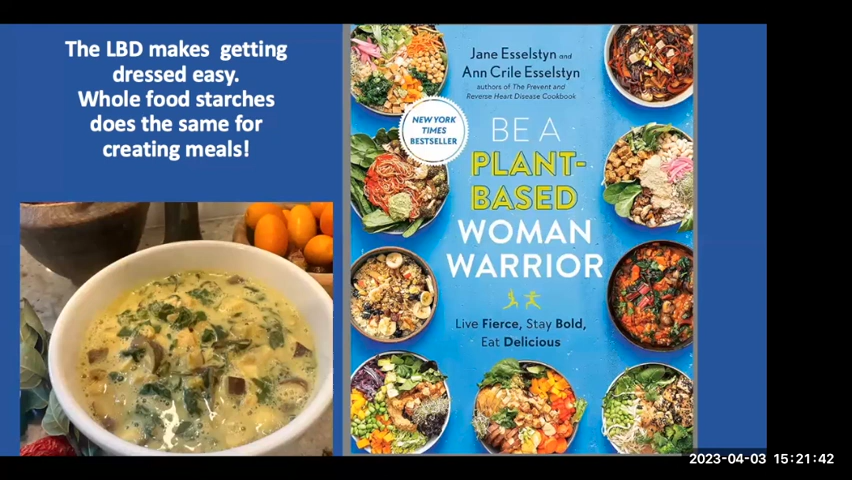 The LBD makes  getting
dressed easy.
Whole food starches
does the same for
creating meals!
Jane Esselstyn and
Ann Crile Esselstyn
authors of The Prevent and
Reverse Heart Disease Cookbook
NEW YORK
TIMES
BESTSELLER
BE A
PLANT-
BASED
WOMAN
WARRIOR
Live Fierce, Stay Bold,
Eat Delicious
2023-04-03 15:21:42